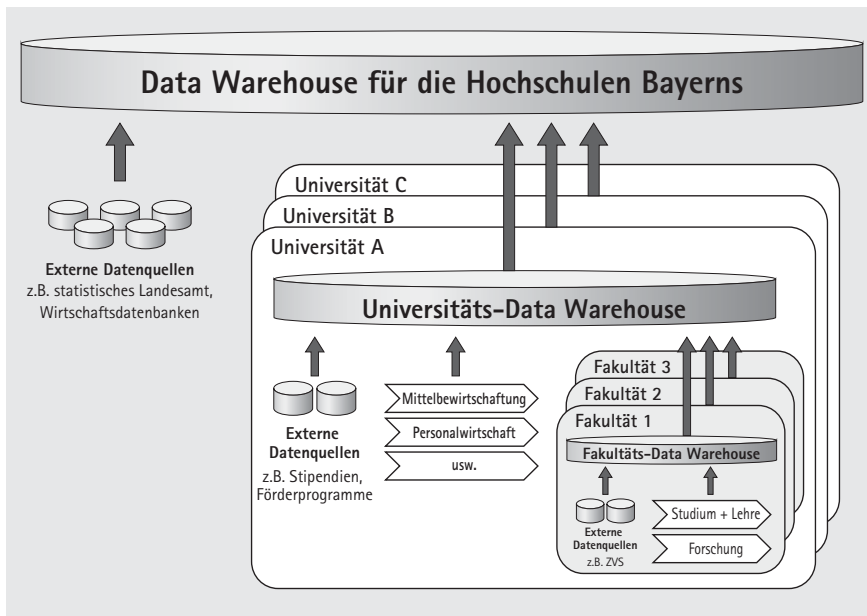 Data Warehouse für die Hochschulen Bayerns
Universität C
Universität B
Universität A
Externe Datenquellen
z.B. statistisches Landesamt,
Wirtschaftsdatenbanken
Universitäts-Data Warehouse
Externe
Datenquellen
z.B. Stipendien,
Förderprogramme
Mittelbewirtschaftung
Personalwirtschaft
usw.
Fakultät 3
Fakultät 2
Fakultät 1
Fakultäts-Data Warehouse
Externe
Datenquellen
z.B. ZVS
Studium + Lehre
Forschung